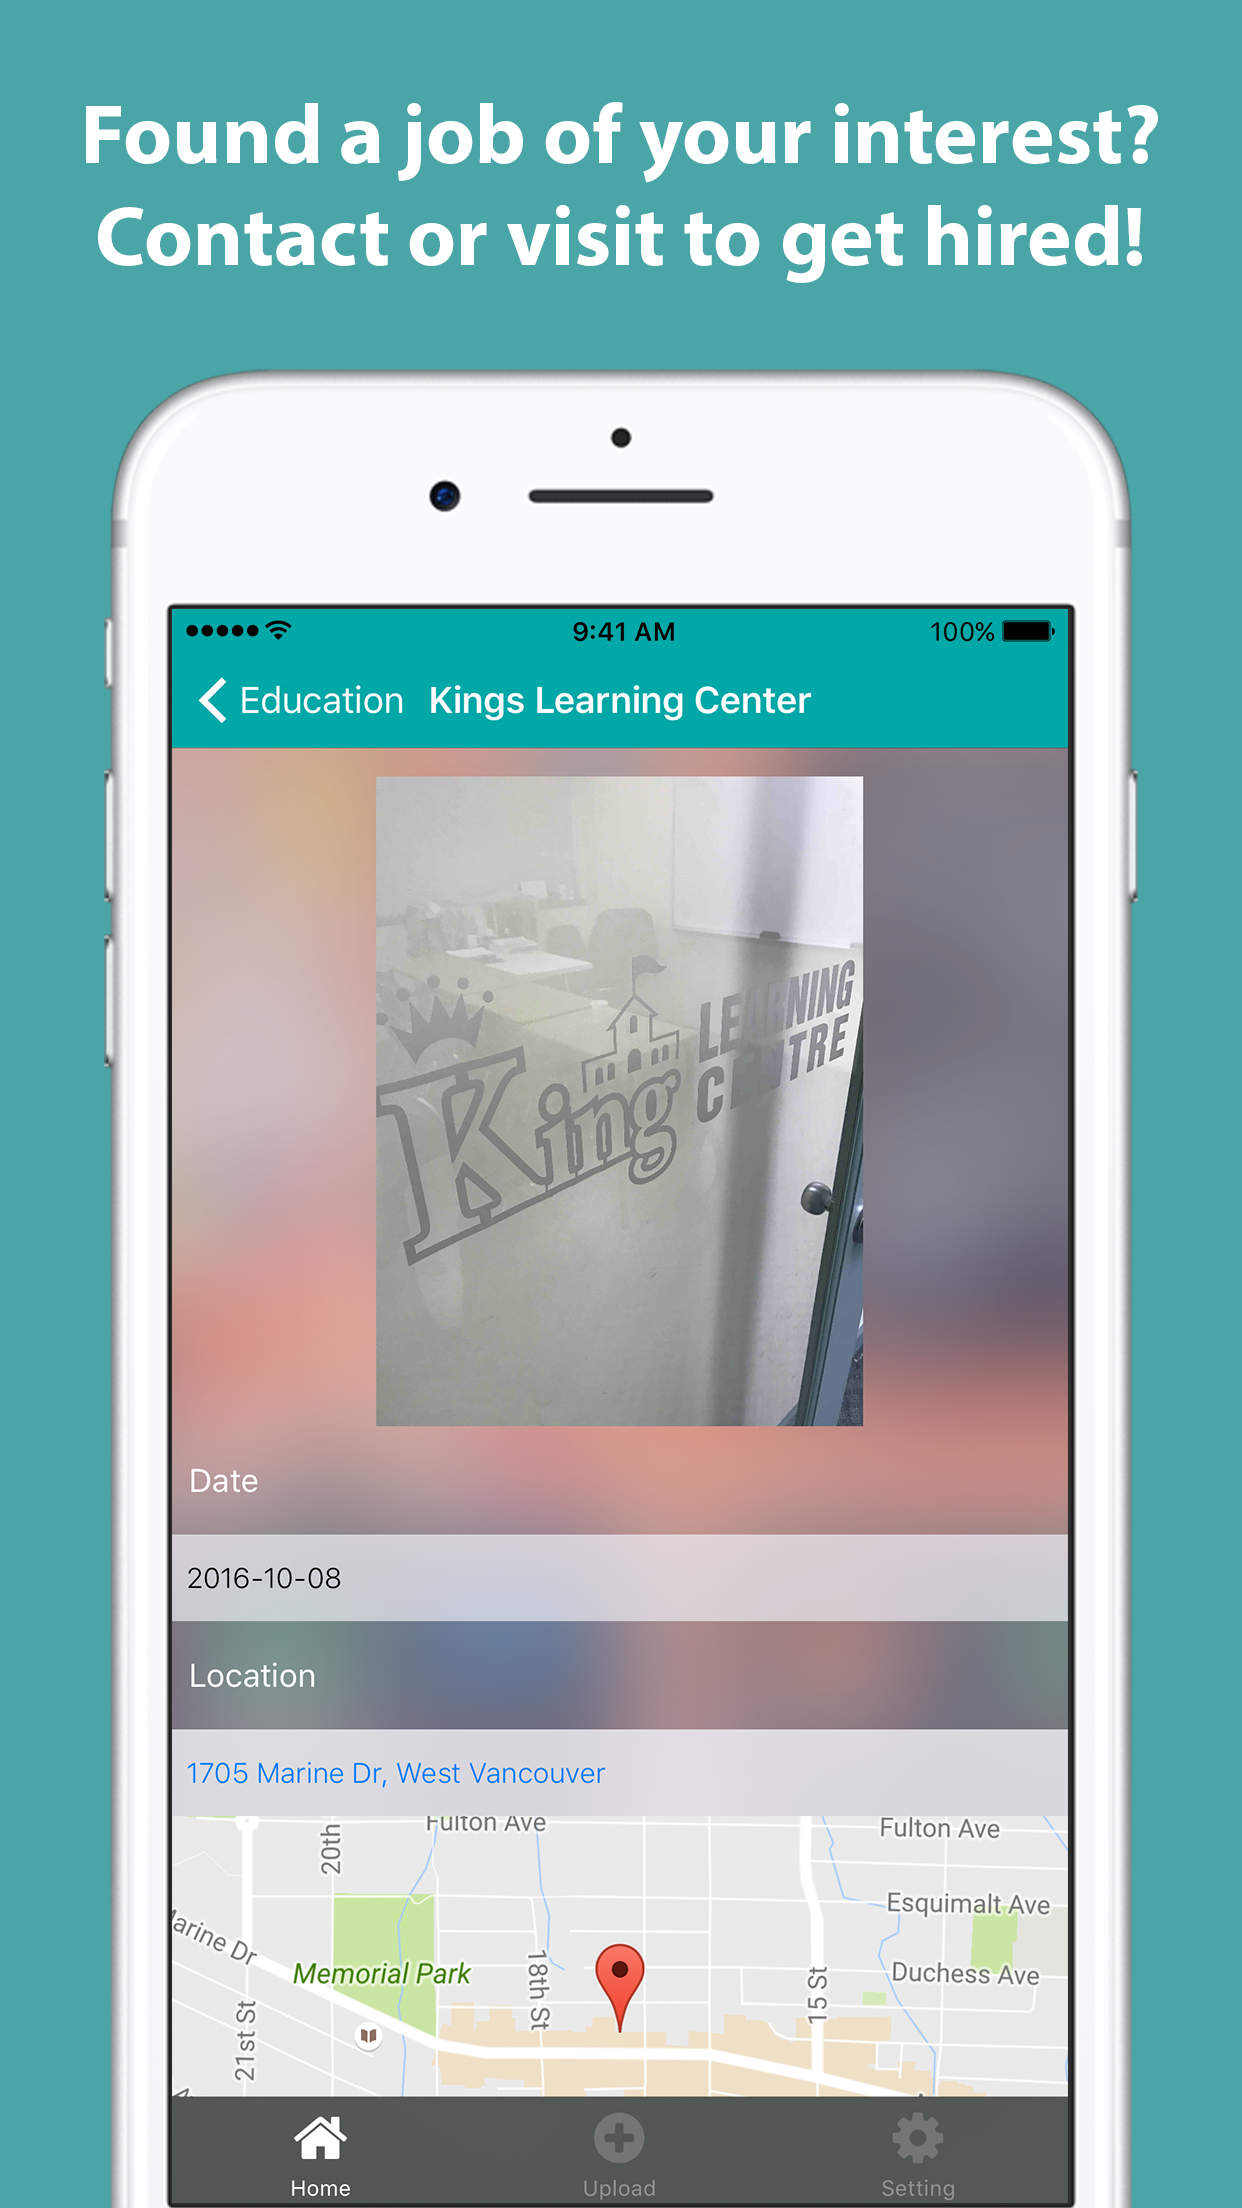 Found a job of your interest?
Contact or visit to get hired!
9:41 AM
100%
Education Kings Learning Center
King
LEARNING
CENTRE
Date
2016-10-08
Location
1705 Marine Dr, West Vancouver
Fulton Ave
Fulton Ave
20th
Esquimalt Ave
Marine Dr
Memorial Park
18th St
Duchess Ave
15 St
21st St
Home
Upload
Setting